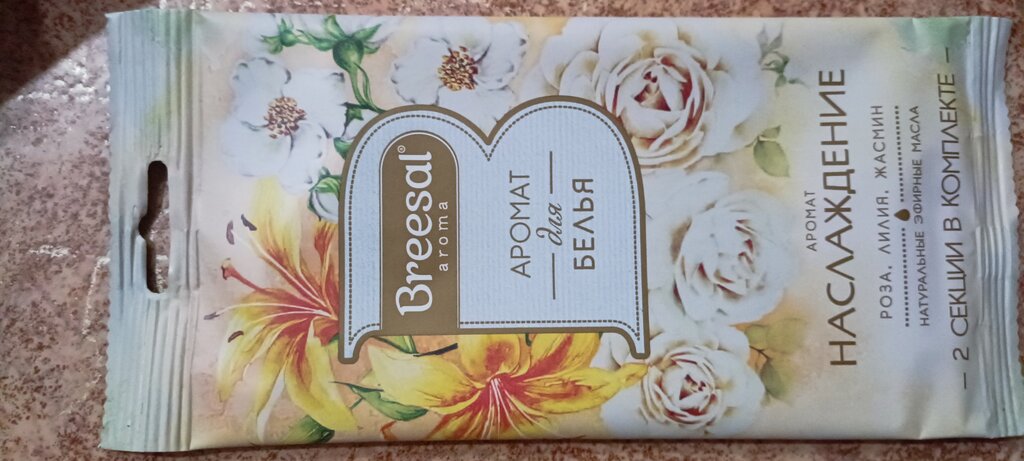 Breesal®
aroma
АРОМАТ
для
БЕЛЬЯ
АРОМАТ
НАСЛАЖДЕНИЕ
РОЗА, ЛИЛИЯ, ЖАСМИН
НАТУРАЛЬНЫЕ ЭФИРНЫЕ МАСЛА
– 2 СЕКЦИИ В КОМПЛЕКТЕ –